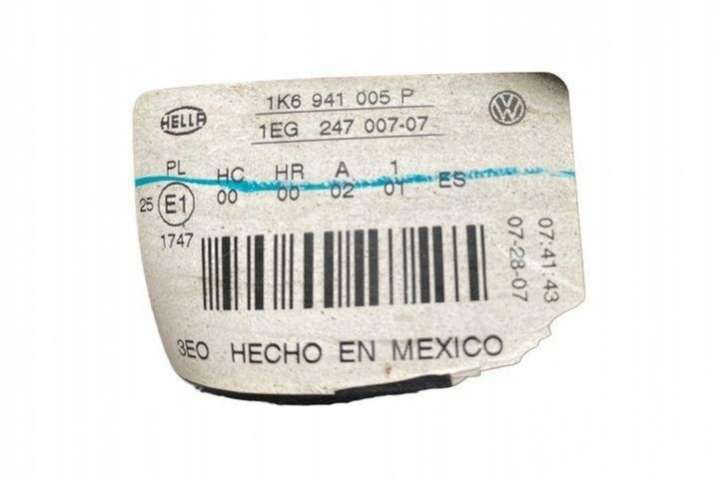 HELLA
1K6 941 005 P
1EG 247 007-07
PL HC HR A 1 ES
25 E1 00 00 02 01
1747
07:41:43
07-28-07
3EO HECHO EN MEXICO